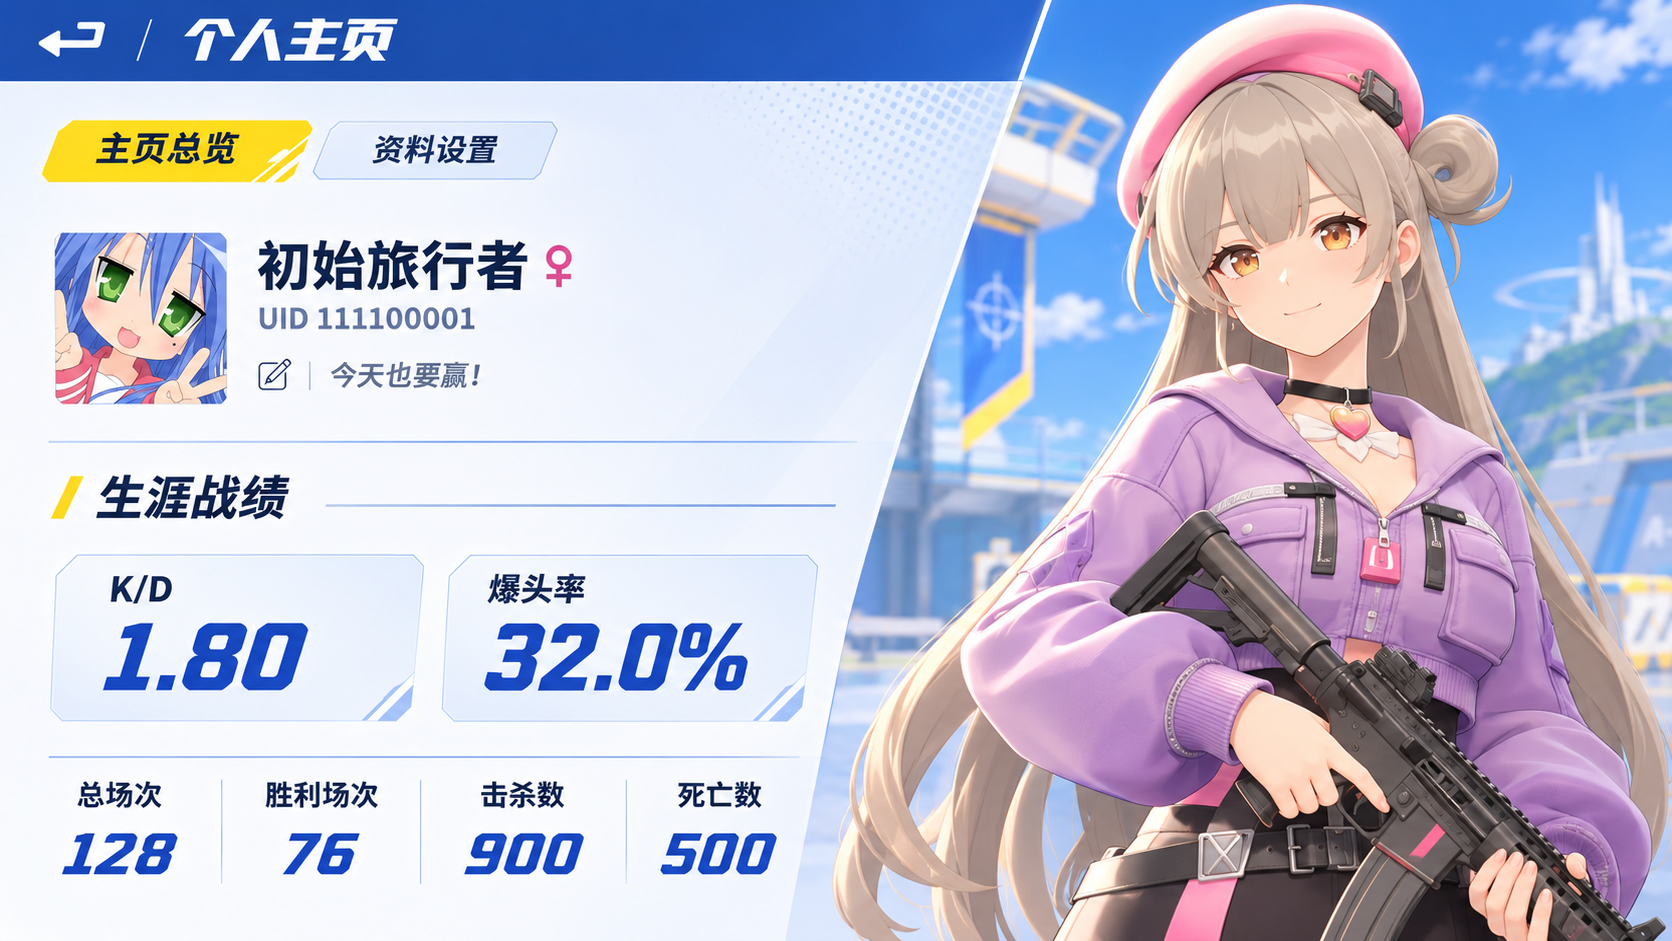 个人主页
主页总览
资料设置
初始旅行者♀
UID 111100001
今天也要赢!
生涯战绩
K/D
1.80
爆头率
32.0%
总场次
128
胜利场次
76
击杀数
900
死亡数
500